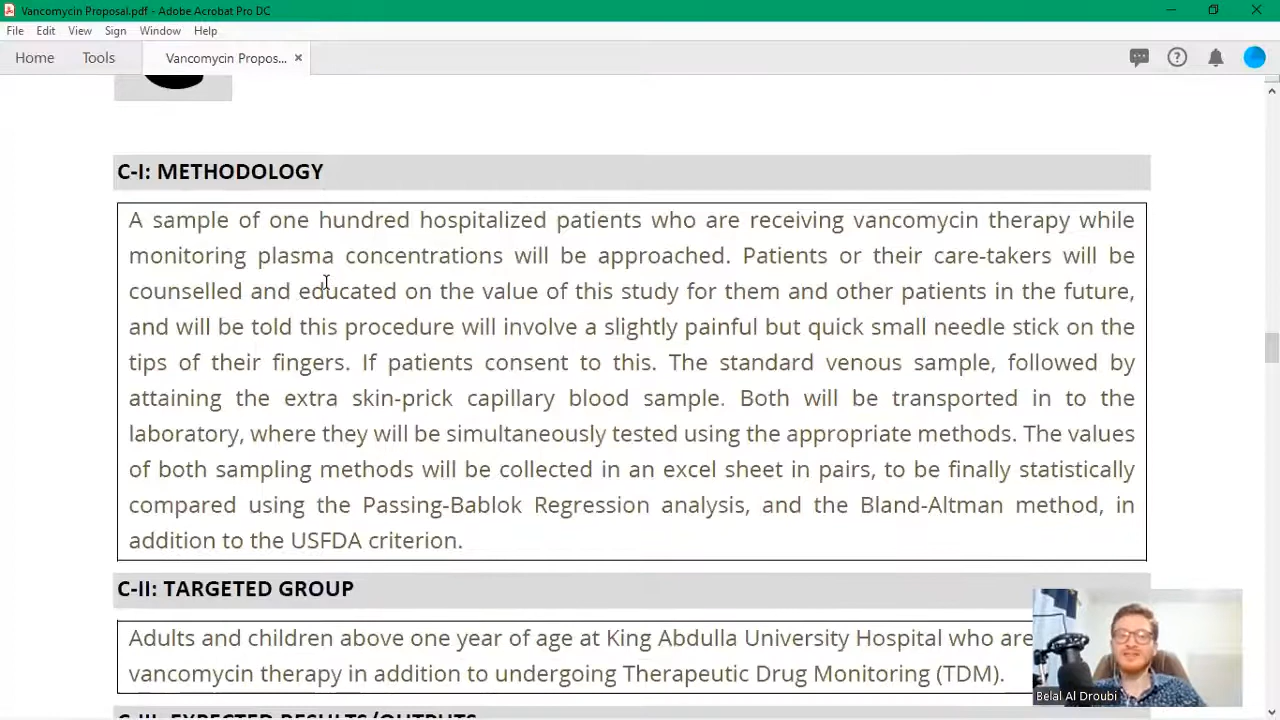 Vancomycin Proposal.pdf - Adobe Acrobat Pro DC
File Edit View Sign Window Help
Home Tools Vancomycin Propos...
C-I: METHODOLOGY
A sample of one hundred hospitalized patients who are receiving vancomycin therapy while
monitoring plasma concentrations will be approached. Patients or their care-takers will be
counselled and educated on the value of this study for them and other patients in the future,
and will be told this procedure will involve a slightly painful but quick small needle stick on the
tips of their fingers. If patients consent to this. The standard venous sample, followed by
attaining the extra skin-prick capillary blood sample. Both will be transported in to the
laboratory, where they will be simultaneously tested using the appropriate methods. The values
of both sampling methods will be collected in an excel sheet in pairs, to be finally statistically
compared using the Passing-Bablok Regression analysis, and the Bland-Altman method, in
addition to the USFDA criterion.
C-II: TARGETED GROUP
Adults and children above one year of age at King Abdulla University Hospital who are
vancomycin therapy in addition to undergoing Therapeutic Drug Monitoring (TDM).
Belal Al Droubi
C-III: EXPECTED RESULTS/OUTPUTS